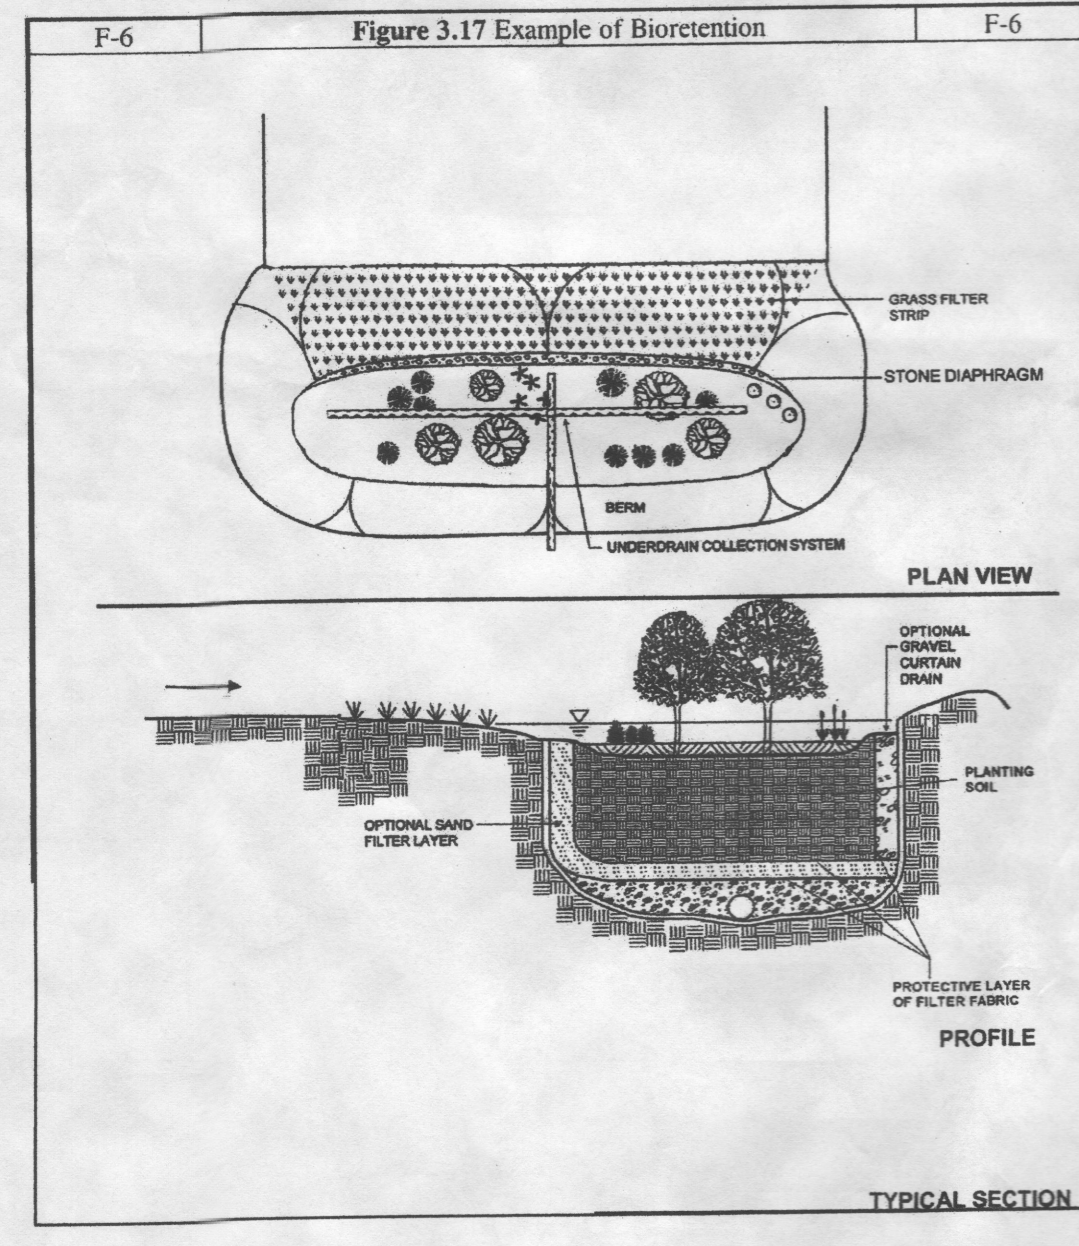 F-6
Figure 3.17 Example of Bioretention
F-6
GRASS FILTER
STRIP
STONE DIAPHRAGM
BERM
UNDERDRAIN COLLECTION SYSTEM
PLAN VIEW
OPTIONAL
GRAVEL
CURTAIN
DRAIN
PLANTING
SOIL
OPTIONAL SAND
FILTER LAYER
PROTECTIVE LAYER
OF FILTER FABRIC
PROFILE
TYPICAL SECTION